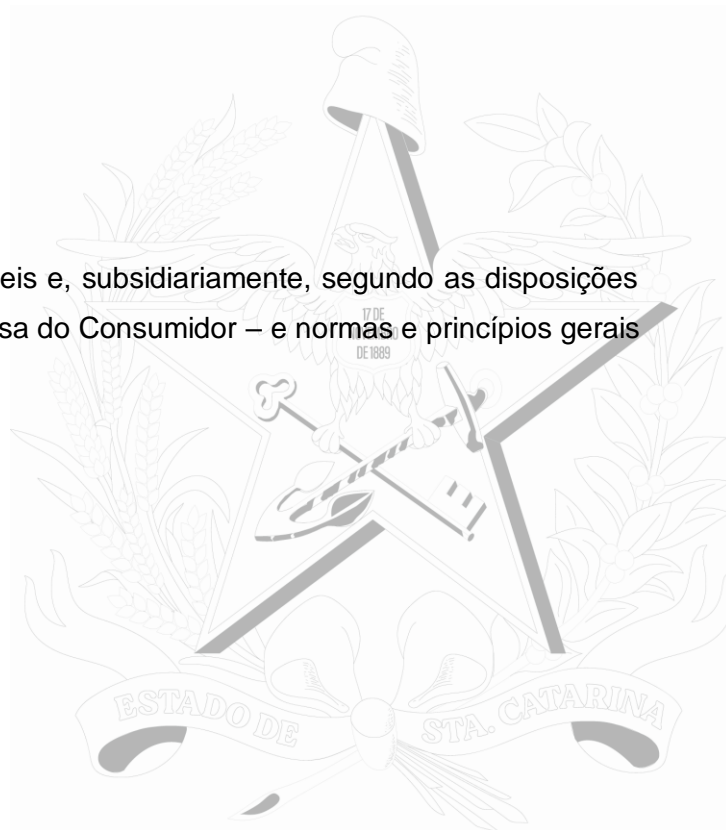 eis e, subsidiariamente, segundo as disposições
sa do Consumidor – e normas e princípios gerais
17 DE
DE 1889
ESTADO DE STA. CATARINA